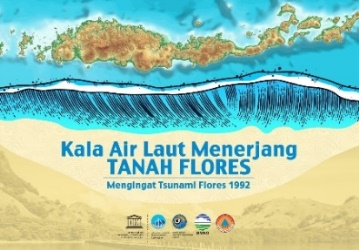 Kala Air Laut Menerjang
TANAH FLORES
Mengingat Tsunami Flores 1992